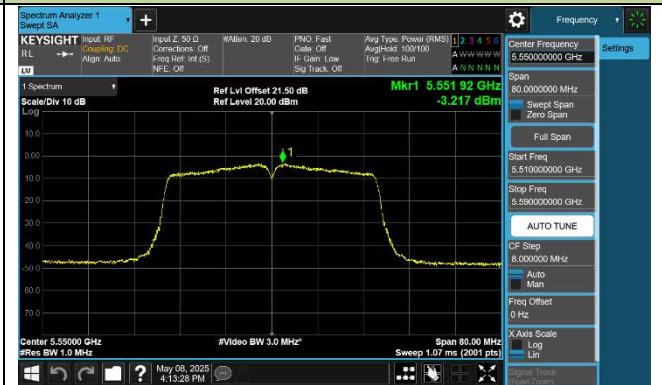 Spectrum Analyzer 1
Swept SA
+
Frequency
KEYSIGHT
RL
LXI
Input: RF
Coupling: DC
Align: Auto
Input Z: 50 Ω
Corrections: Off
Freq Ref: Int (S)
NFE: Off
#Atten: 20 dB
PNO: Fast
Gate: Off
IF Gain: Low
Sig Track: Off
Avg Type: Power (RMS)
Avg|Hold: 100/100
Trig: Free Run
1 2 3 4 5 6
A W W W W W
A N N N N N
1 Spectrum
Scale/Div 10 dB
Log
Ref Lvl Offset 21.50 dB
Ref Level 20.00 dBm
Mkr1 5.551 92 GHz
-3.217 dBm
10.0
0.00
-10.0
-20.0
-30.0
-40.0
-50.0
-60.0
-70.0
1
Center 5.55000 GHz
#Res BW 1.0 MHz
#Video BW 3.0 MHz*
Span 80.00 MHz
Sweep 1.07 ms (2001 pts)
Center Frequency
5.550000000 GHz
Settings
Span
80.0000000 MHz
Swept Span
Zero Span
Full Span
Start Freq
5.510000000 GHz
Stop Freq
5.590000000 GHz
AUTO TUNE
CF Step
8.000000 MHz
Auto
Man
Freq Offset
0 Hz
X Axis Scale
Log
Lin
Signal Track
(Span Zoom)
?
May 08, 2025
4:13:28 PM